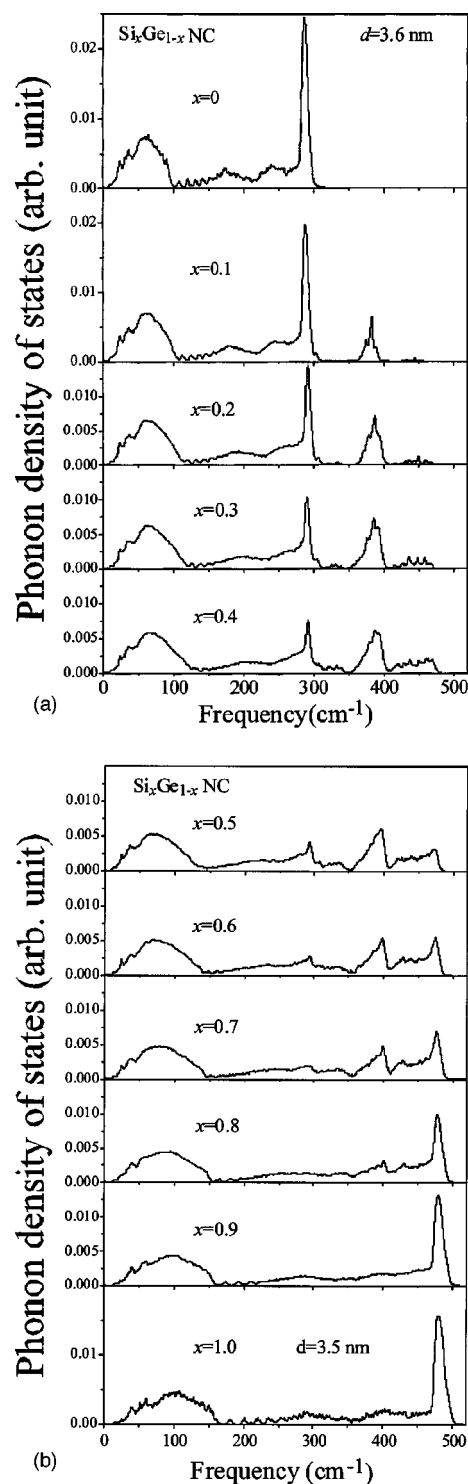 Si_xGe_{1-x} NC d=3.6 nm
x=0
0.02
0.01
0.00
x=0.1
0.02
0.01
0.00
x=0.2
0.010
0.005
0.000
x=0.3
0.010
0.005
0.000
x=0.4
0.010
0.005
0.000
0 100 200 300 400 500
Phonon density of states (arb. unit)
Frequency(cm^{-1})
(a)
Si_xGe_{1-x} NC
x=0.5
0.010
0.005
0.000
x=0.6
0.010
0.005
0.000
x=0.7
0.010
0.005
0.000
x=0.8
0.010
0.005
0.000
x=0.9
0.010
0.005
0.000
x=1.0 d=3.5 nm
0.01
0.00
0 100 200 300 400 500
Phonon density of states (arb. unit)
Frequency (cm^{-1})
(b)